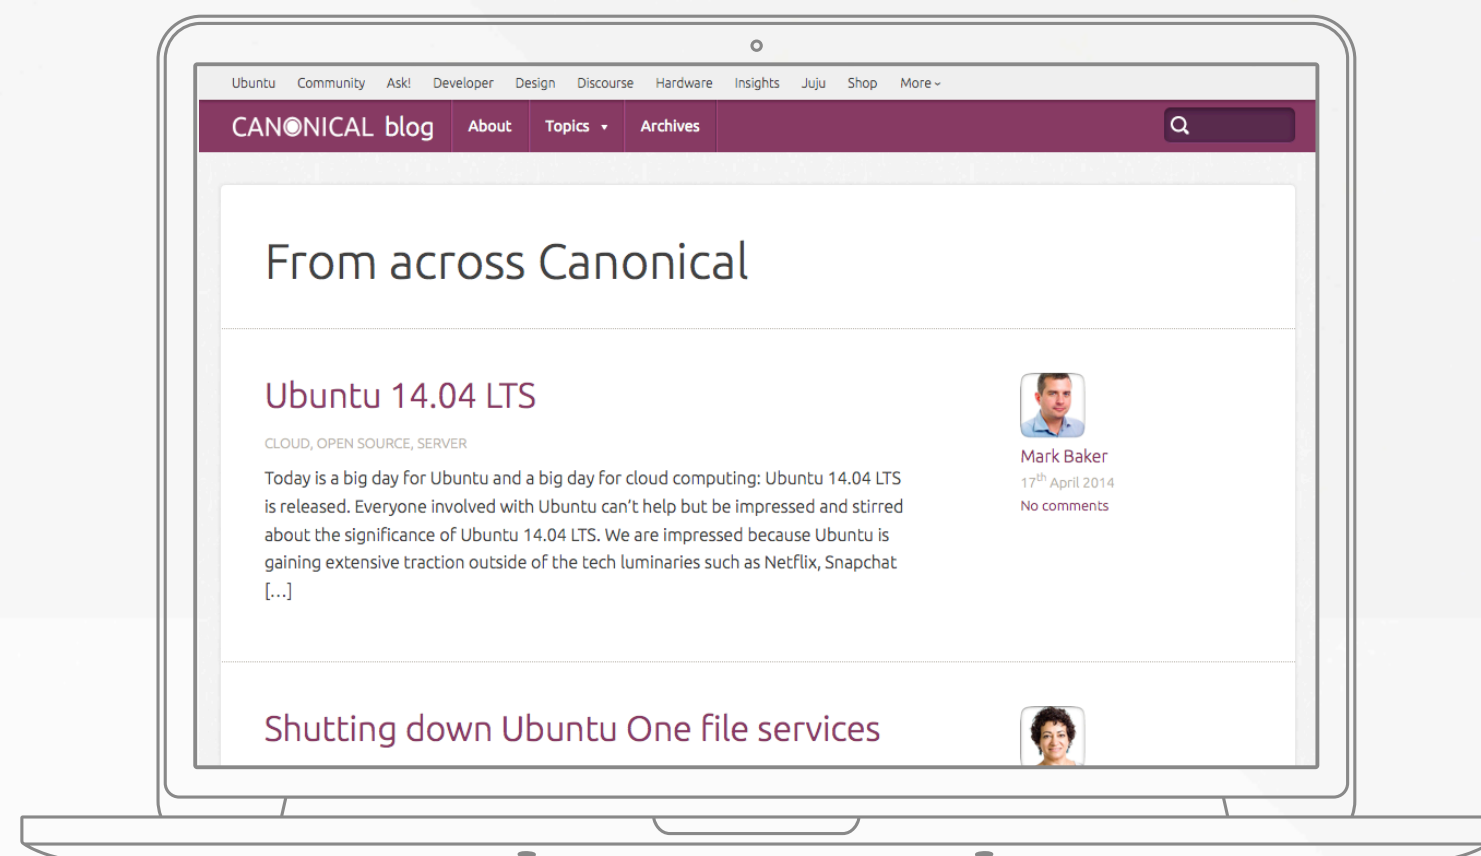 Ubuntu Community Ask! Developer Design Discourse Hardware Insights Juju Shop More
CANONICAL blog About Topics Archives
From across Canonical
Ubuntu 14.04 LTS
CLOUD, OPEN SOURCE, SERVER
Today is a big day for Ubuntu and a big day for cloud computing: Ubuntu 14.04 LTS
is released. Everyone involved with Ubuntu can’t help but be impressed and stirred
about the significance of Ubuntu 14.04 LTS. We are impressed because Ubuntu is
gaining extensive traction outside of the tech luminaries such as Netflix, Snapchat
[…]
Mark Baker
17th April 2014
No comments
Shutting down Ubuntu One file services